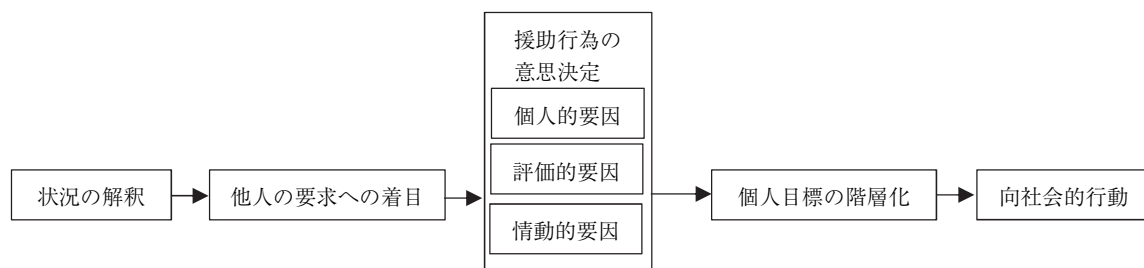 援助行為の
意思決定
個人的要因
評価的要因
情動的要因
状況の解釈
他人の要求への着目
個人目標の階層化
向社会的行動